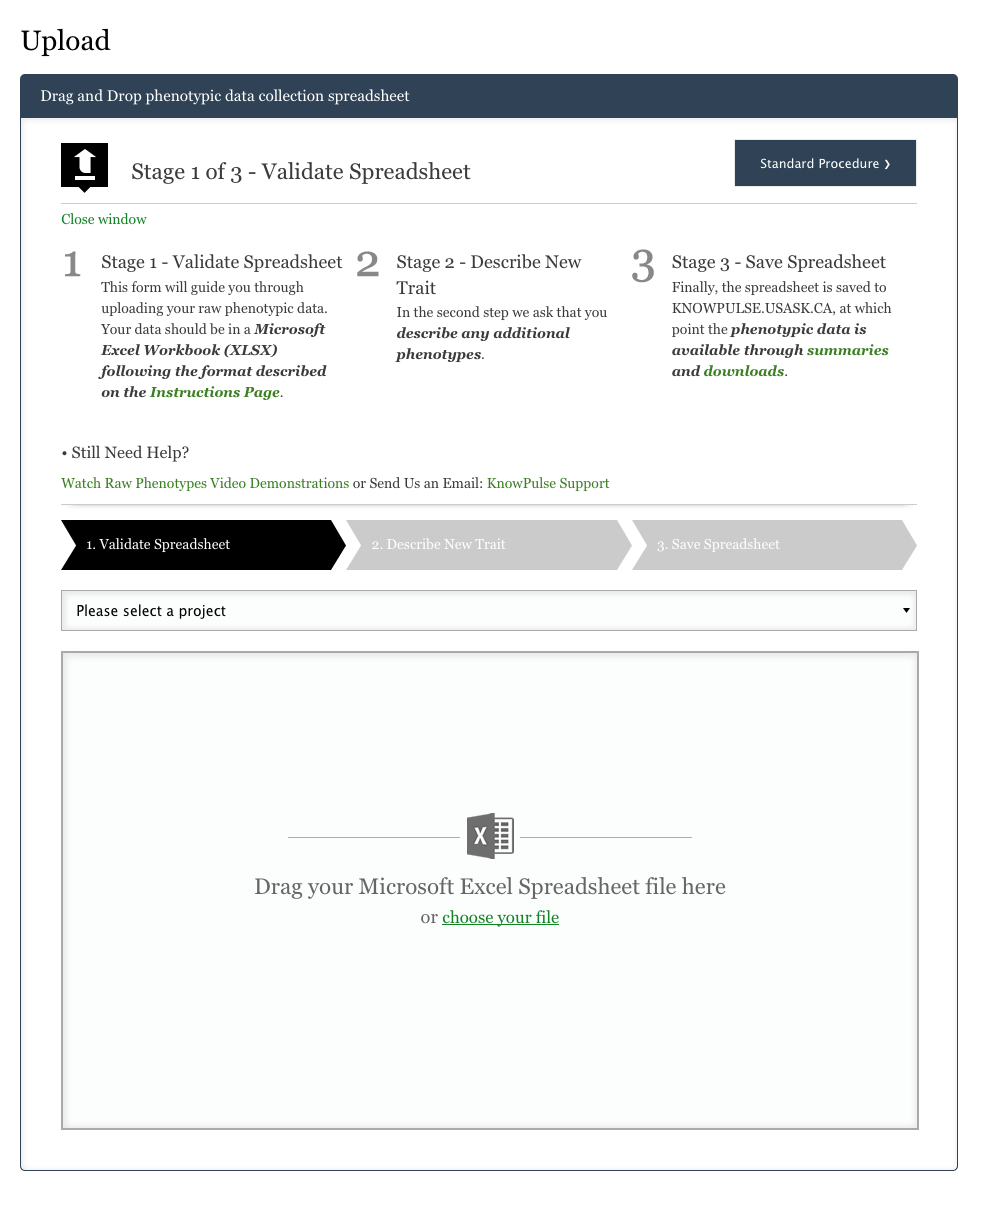 Upload
Drag and Drop phenotypic data collection spreadsheet
Stage 1 of 3 - Validate Spreadsheet
Standard Procedure ❯
Close window
1
Stage 1 - Validate Spreadsheet
This form will guide you through
uploading your raw phenotypic data.
Your data should be in a Microsoft
Excel Workbook (XLSX)
following the format described
on the Instructions Page.
2
Stage 2 - Describe New
Trait
In the second step we ask that you
describe any additional
phenotypes.
3
Stage 3 - Save Spreadsheet
Finally, the spreadsheet is saved to
KNOWPULSE.USASK.CA, at which
point the phenotypic data is
available through summaries
and downloads.
• Still Need Help?
Watch Raw Phenotypes Video Demonstrations or Send Us an Email: KnowPulse Support
1. Validate Spreadsheet
2. Describe New Trait
3. Save Spreadsheet
Please select a project
X
Drag your Microsoft Excel Spreadsheet file here
or choose your file